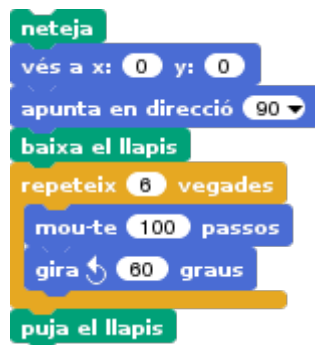 neteja
vés a x: 0 y: 0
apunta en direcció 90
baixa el llapis
repeteix 6 vegades
mou-te 100 passos
gira 60 graus
puja el llapis